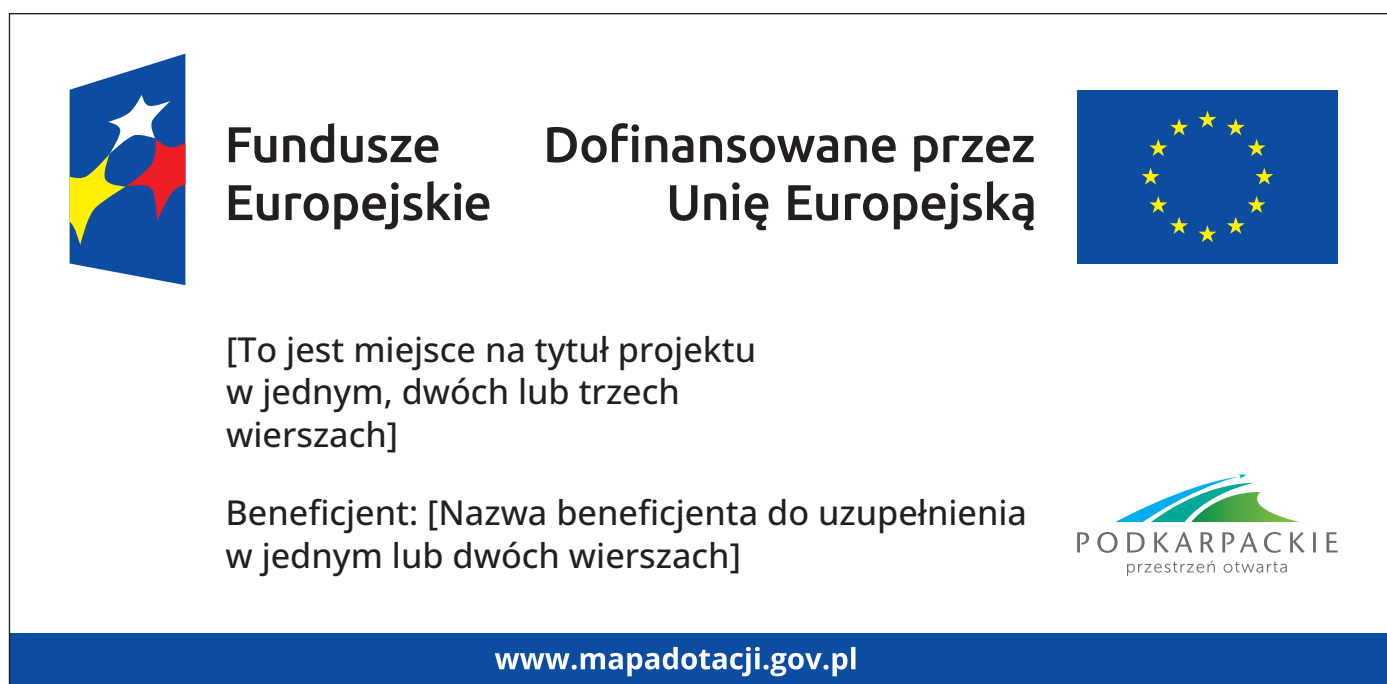 Fundusze
Europejskie
Dofinansowane przez
Unię Europejską
[To jest miejsce na tytuł projektu
w jednym, dwóch lub trzech
wierszach]
Beneficjent: [Nazwa beneficjenta do uzupełnienia
w jednym lub dwóch wierszach]
PODKARPACKIE
przestrzeń otwarta
www.mapadotacji.gov.pl